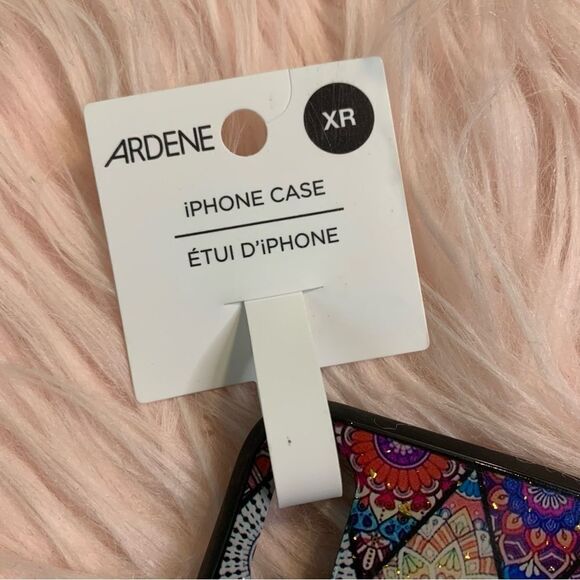 ARDENE
XR
iPHONE CASE
ÉTUI D'iPHONE